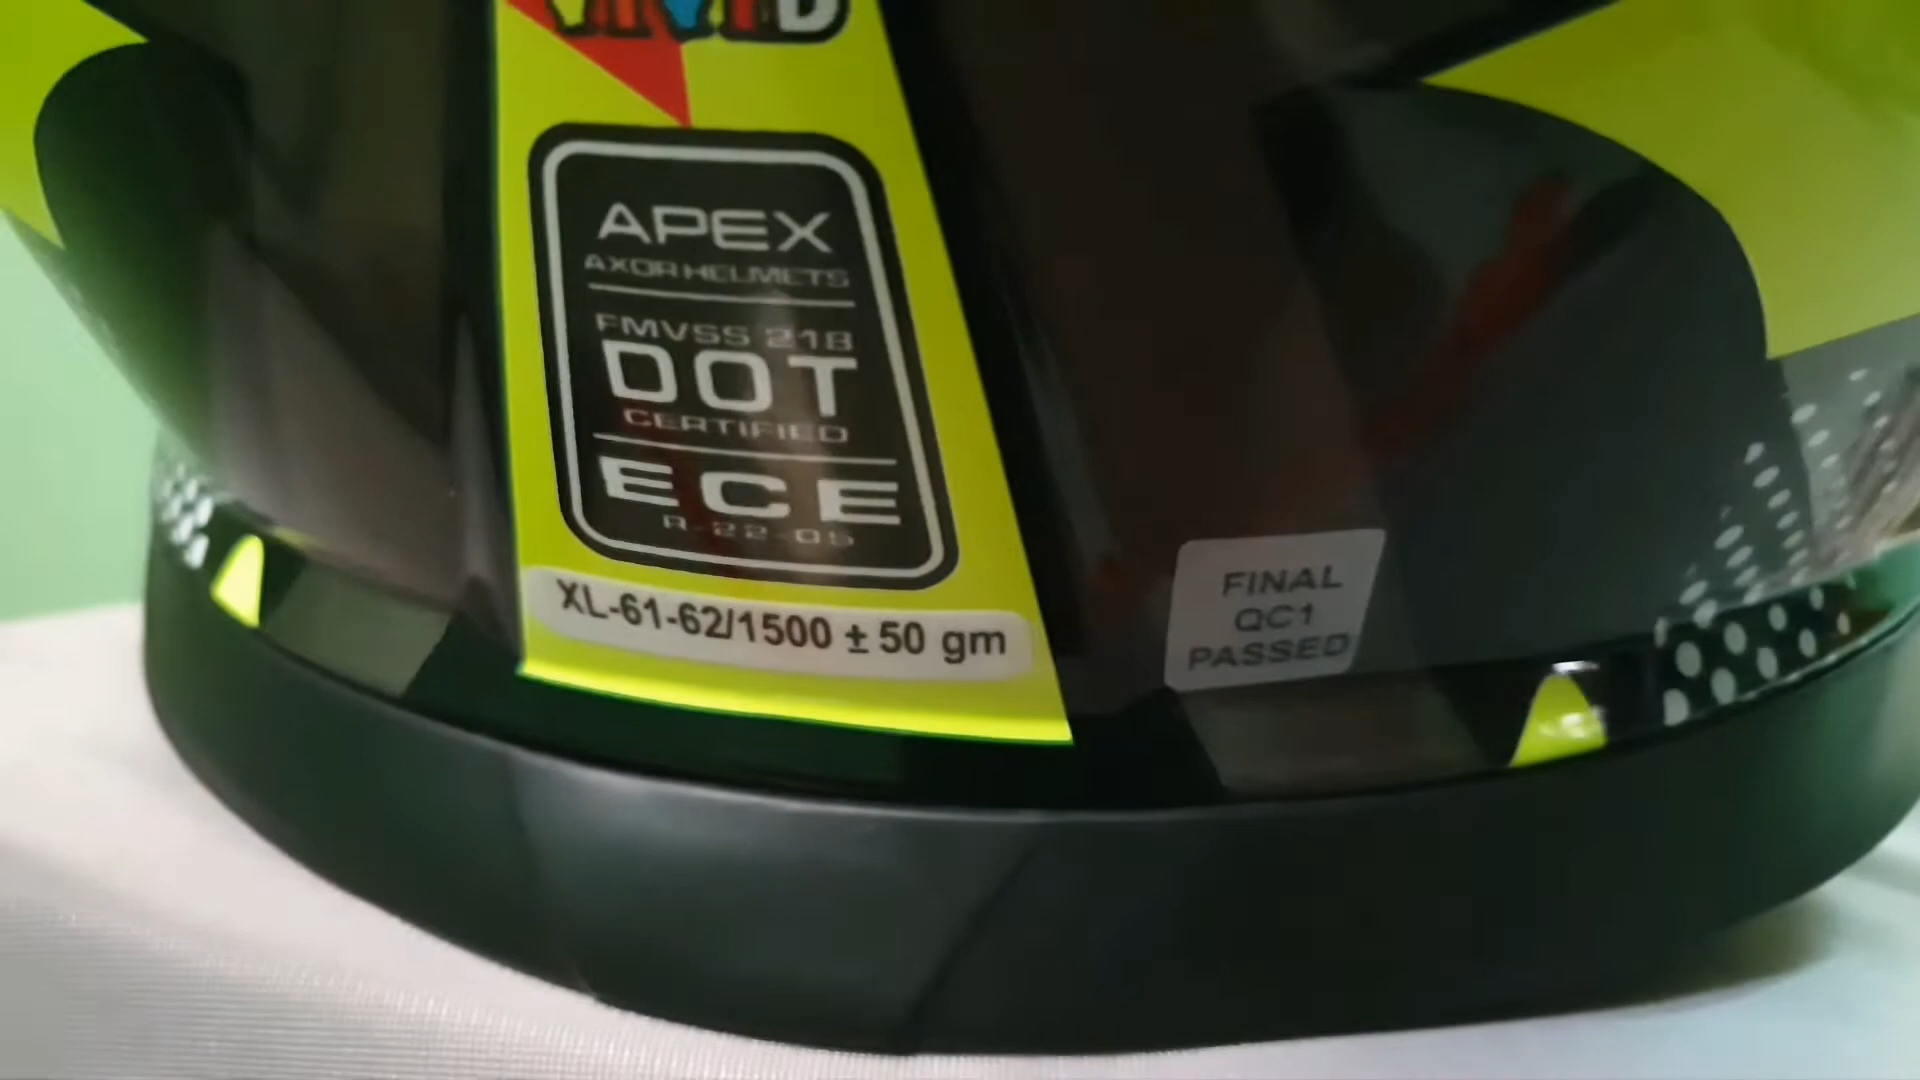 VIVID
APEX
AXOR HELMETS
FMVSS 218
DOT
CERTIFIED
ECE
R-22-05
XL-61-62/1500 ± 50 gm
FINAL
QC1
PASSED